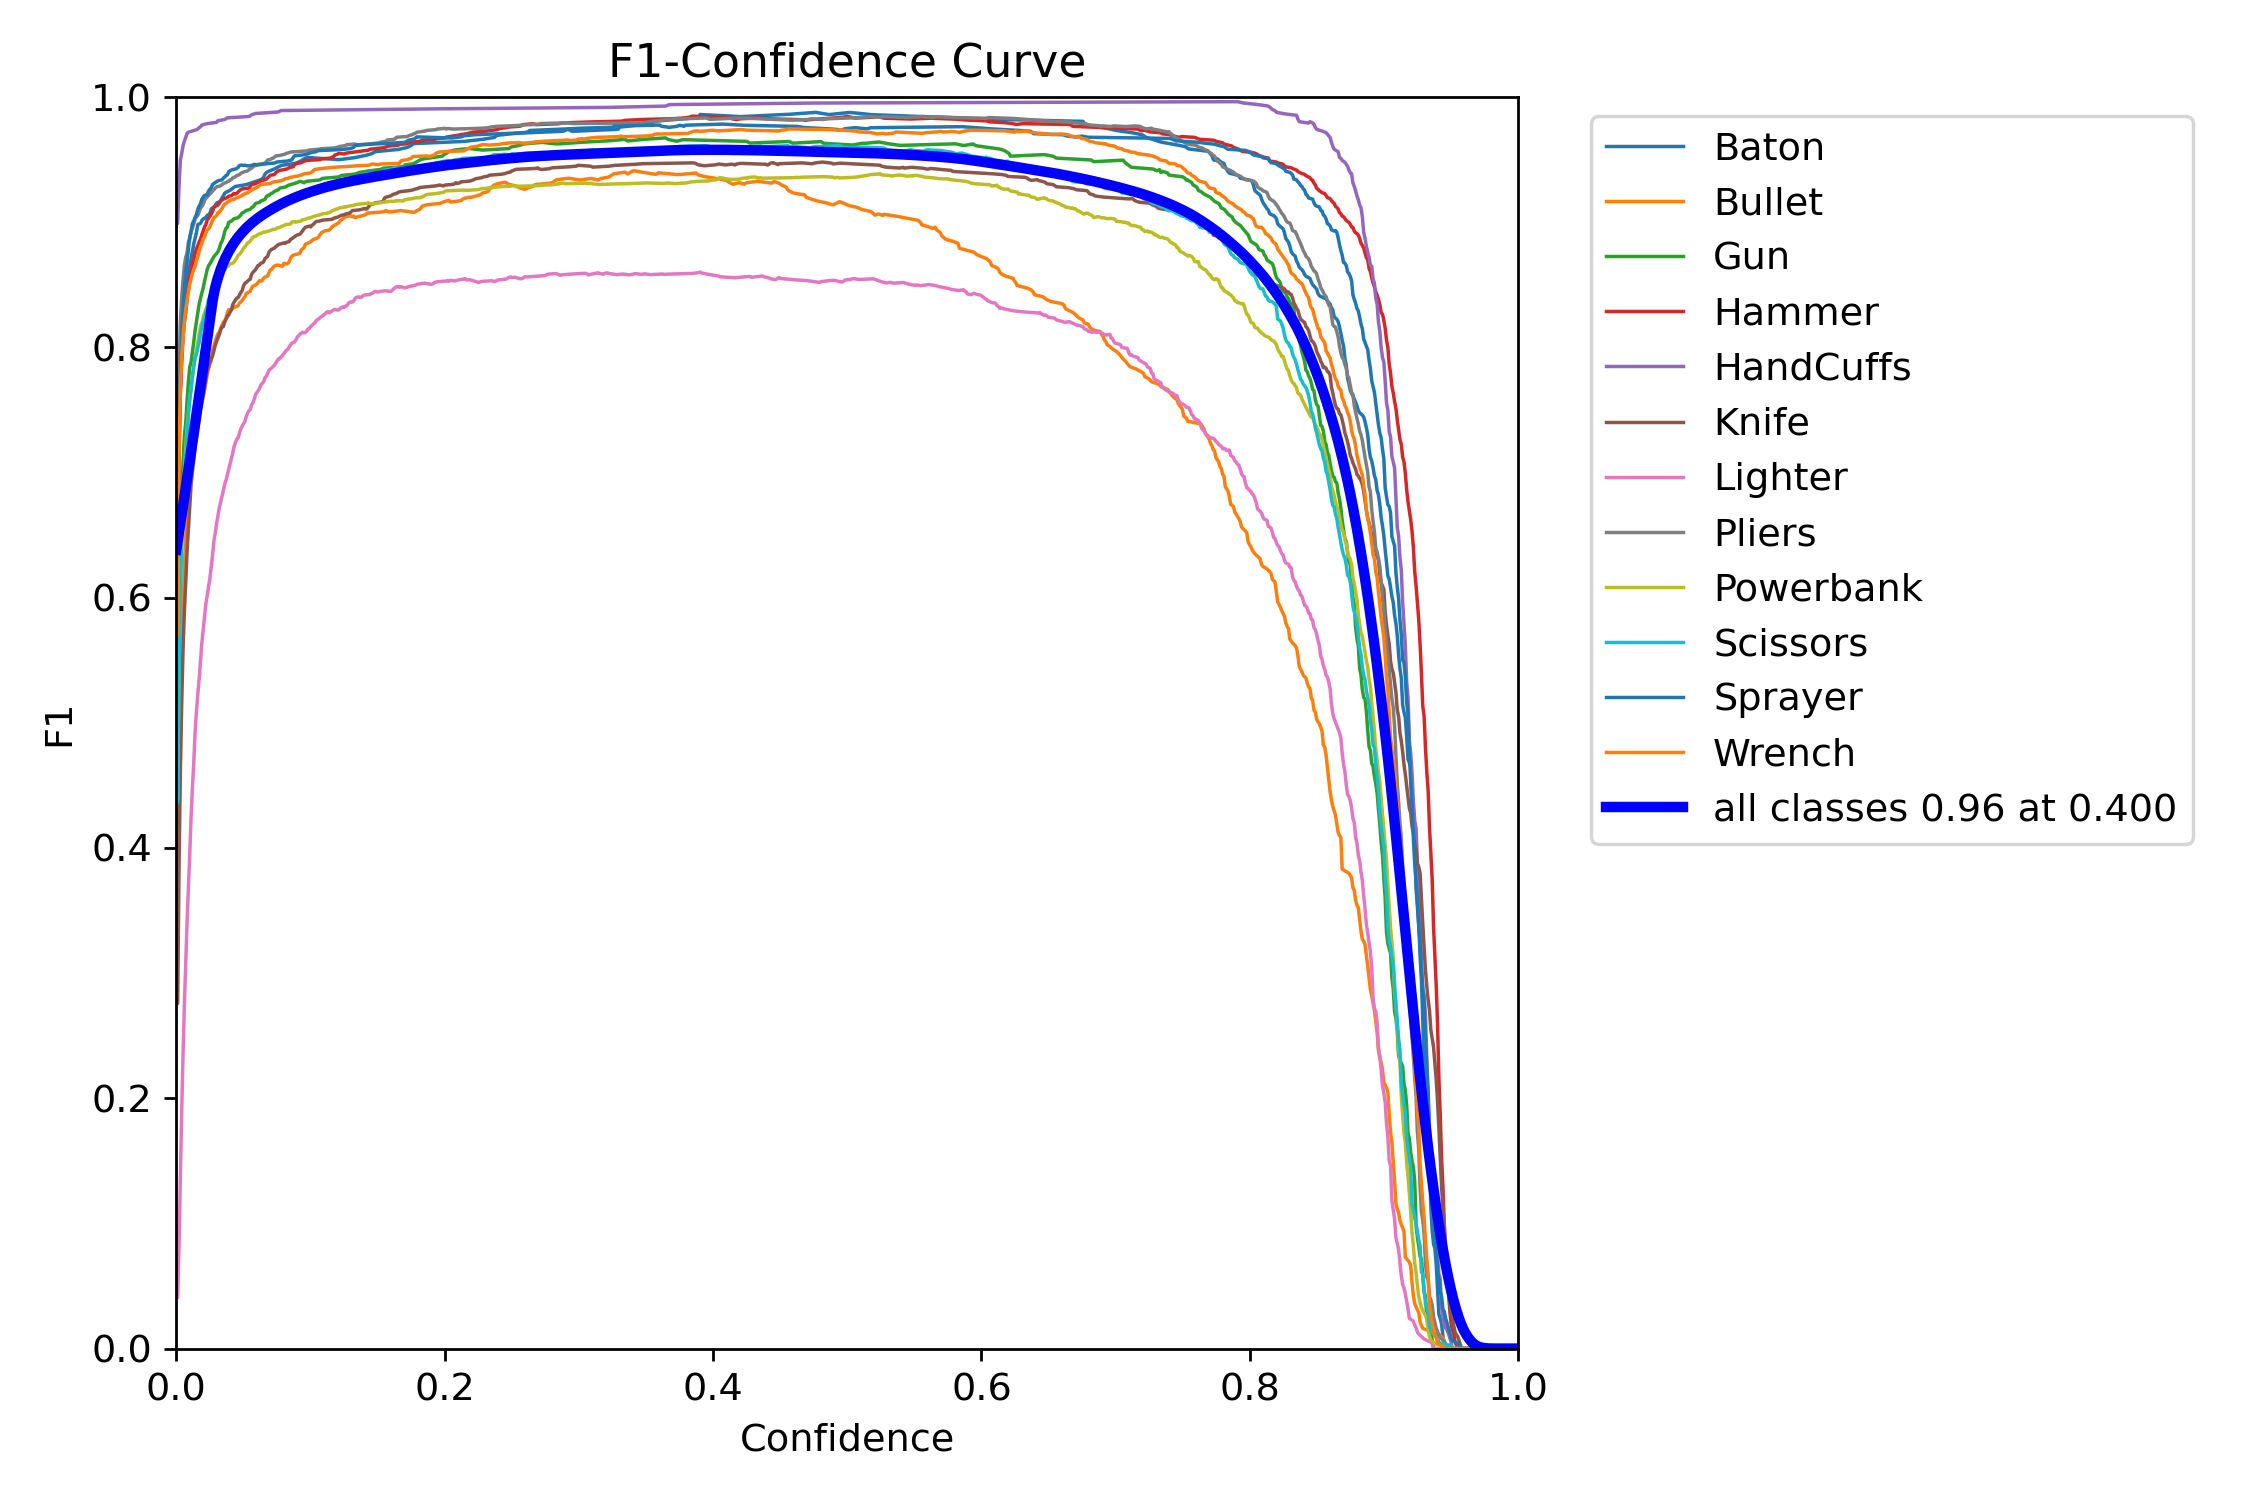 F1-Confidence Curve
1.0
0.8
0.6
0.4
0.2
0.0
F1
0.0 0.2 0.4 0.6 0.8 1.0
Confidence
Baton
Bullet
Gun
Hammer
HandCuffs
Knife
Lighter
Pliers
Powerbank
Scissors
Sprayer
Wrench
all classes 0.96 at 0.400